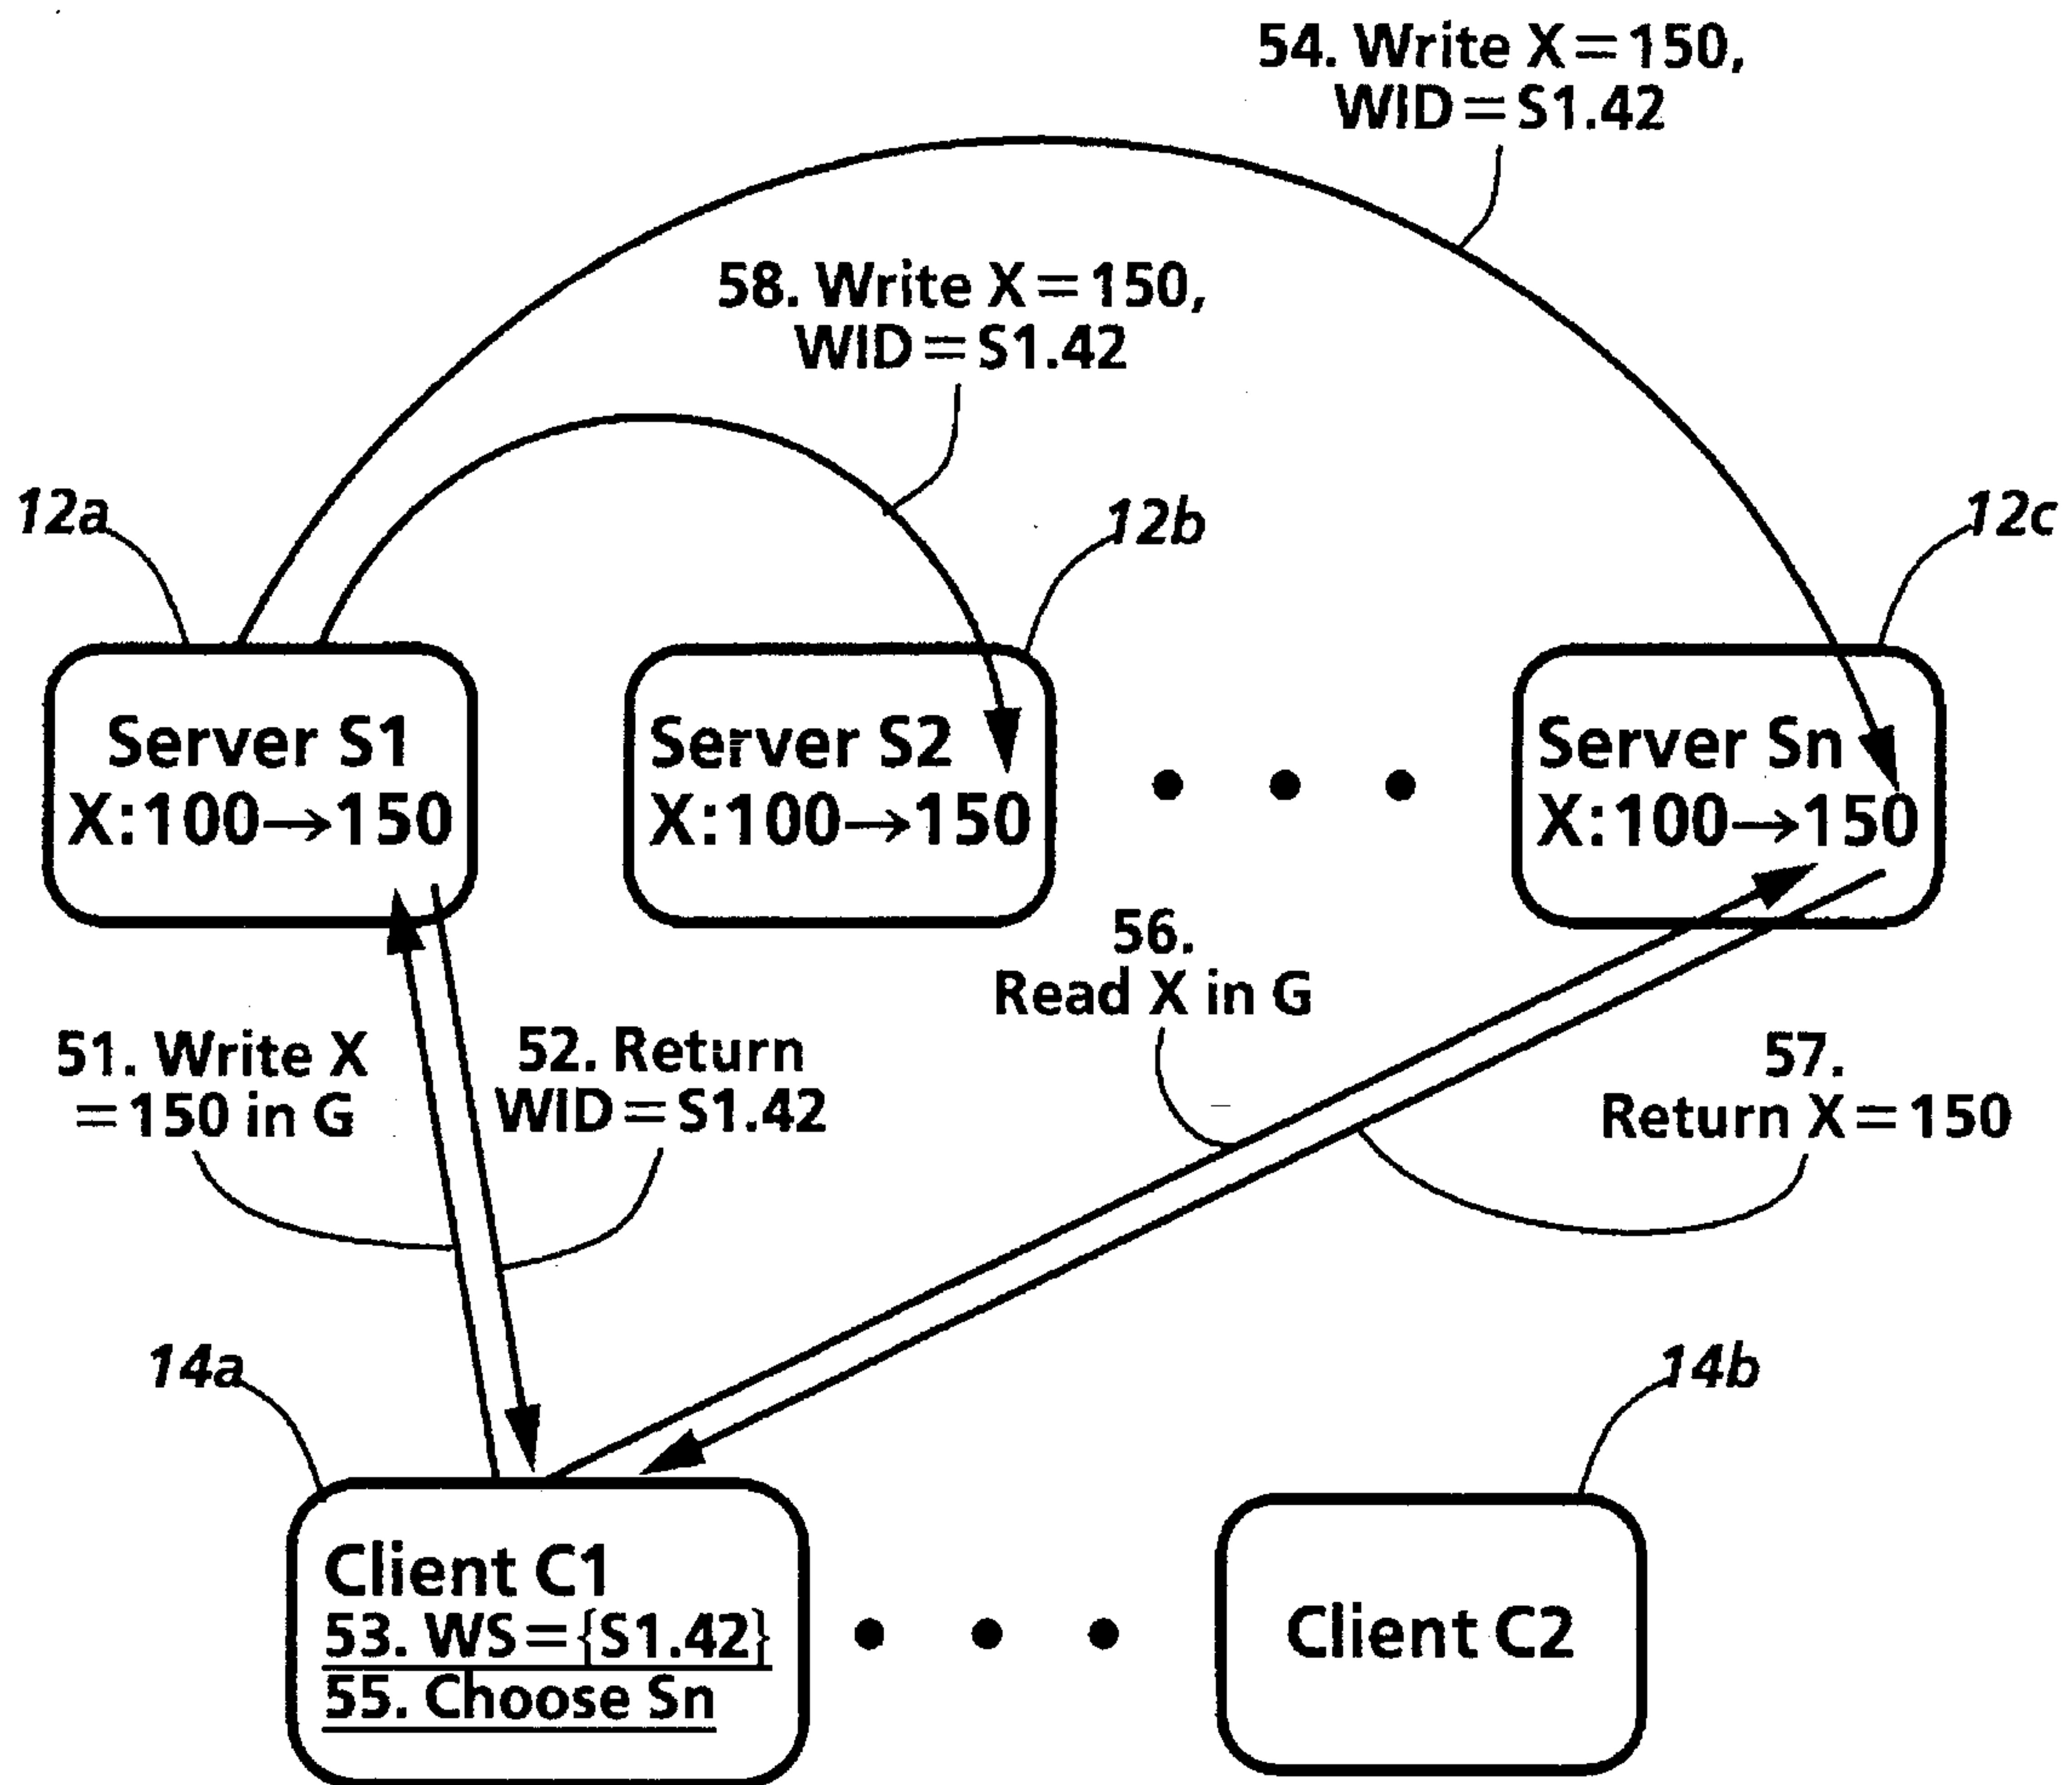 54. Write X=150,
WID=S1.42
58. Write X=150,
WID=S1.42
12a
12b
12c
Server S1
X:100→150
Server S2
X:100→150
Server Sn
X:100→150
56.
Read X in G
51. Write X
=150 in G
52. Return
WID=S1.42
57.
Return X=150
14a
14b
Client C1
53. WS={S1.42}
55. Choose Sn
Client C2